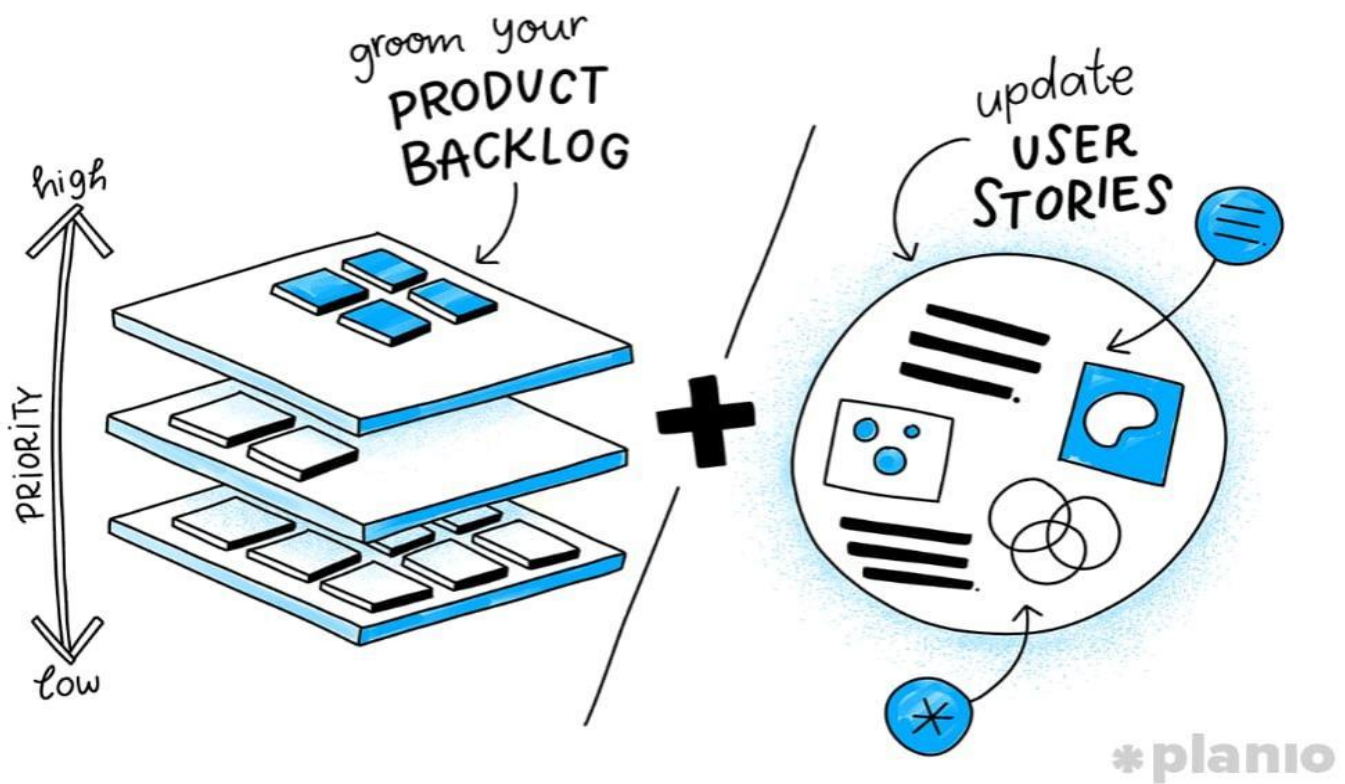 groom your
PRODUCT
BACKLOG
high
PRIORITY
low
update
USER
STORIES
*planio